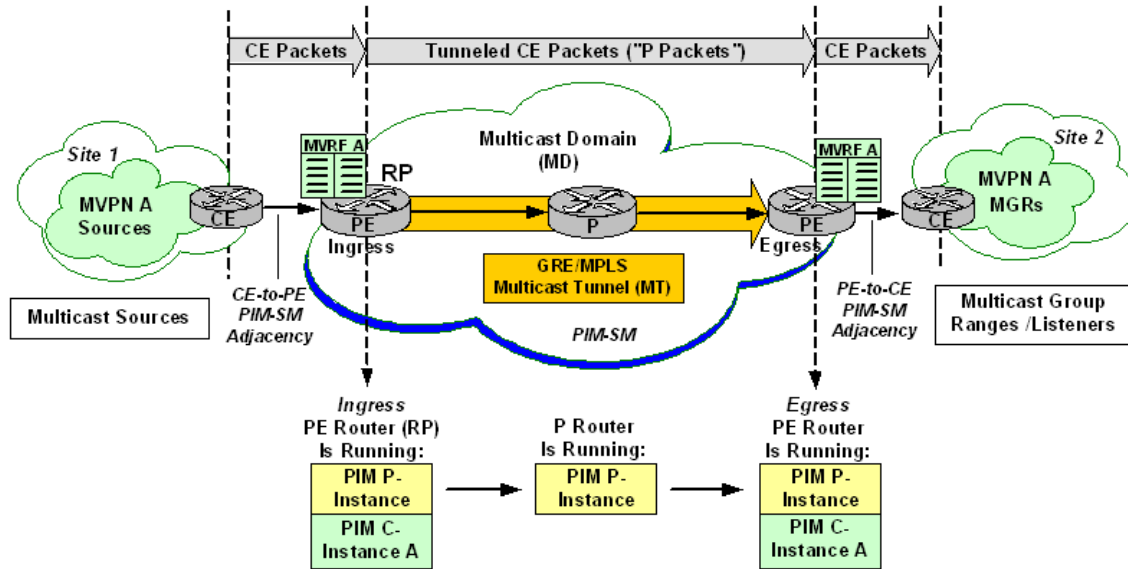 CE Packets
Tunneled CE Packets ("P Packets")
CE Packets
Site 1
MVPN A
Sources
CE
MVRF A
RP
PE
Ingress
Multicast Domain
(MD)
P
MVRF A
PE
Egress
CE
Site 2
MVPN A
MGRs
GRE/MPLS
Multicast Tunnel (MT)
PIM-SM
Multicast Sources
CE-to-PE
PIM-SM
Adjacency
PE-to-CE
PIM-SM
Adjacency
Multicast Group
Ranges /Listeners
Ingress
PE Router (RP)
Is Running:
PIM P-
Instance
PIM C-
Instance A
P Router
Is Running:
PIM P-
Instance
Egress
PE Router
Is Running:
PIM P-
Instance
PIM C-
Instance A